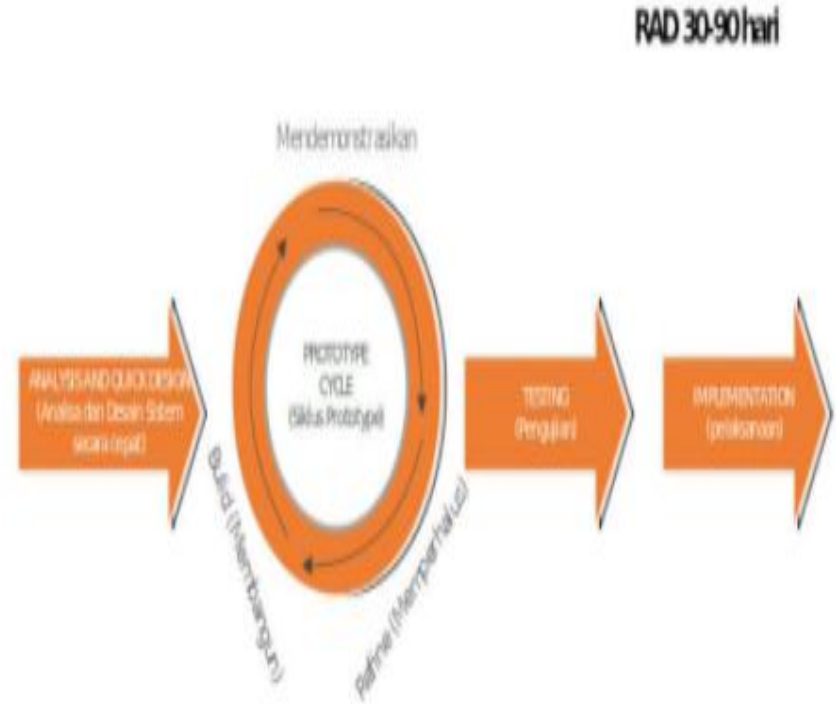 RAD 30-90 hari
Mendemonstrasikan
ANALYSIS AND QUICK DESIGN
(Analisa dan Desain Sistem
secara cepat)
PROTOTYPE
CYCLE
(Siklus Prototype)
TESTING
(Pengujian)
IMPLEMENTATION
(pelaksanaan)
Build (Membangun)
Refine (Memperhalus)